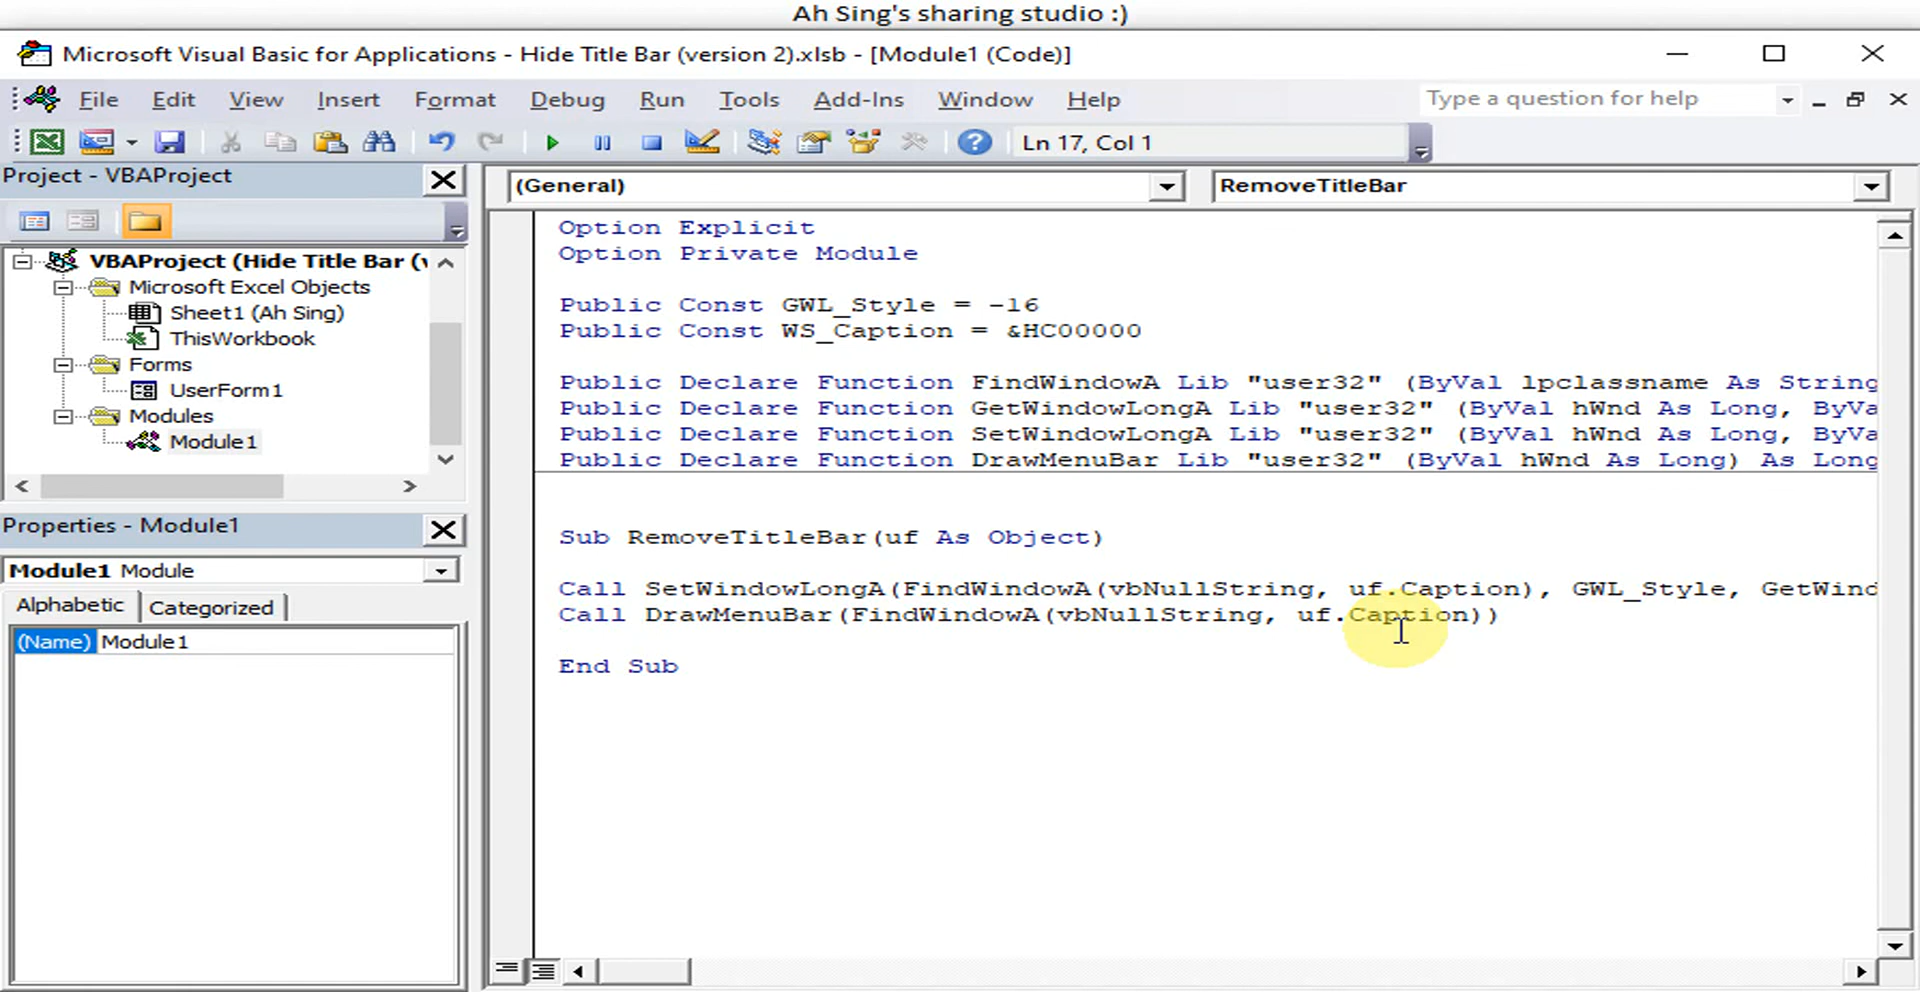 Ah Sing's sharing studio :)
Microsoft Visual Basic for Applications - Hide Title Bar (version 2).xlsb - [Module1 (Code)]
File Edit View Insert Format Debug Run Tools Add-Ins Window Help Type a question for help
Ln 17, Col 1
Project - VBAProject
(General) RemoveTitleBar
VBAProject (Hide Title Bar (v
Microsoft Excel Objects
Sheet1 (Ah Sing)
ThisWorkbook
Forms
UserForm1
Modules
Module1
Properties - Module1
Module1 Module
Alphabetic Categorized
(Name) Module1
Option Explicit
Option Private Module
Public Const GWL_Style = -16
Public Const WS_Caption = &HC00000
Public Declare Function FindWindowA Lib "user32" (ByVal lpclassname As String
Public Declare Function GetWindowLongA Lib "user32" (ByVal hWnd As Long, ByVa
Public Declare Function SetWindowLongA Lib "user32" (ByVal hWnd As Long, ByVa
Public Declare Function DrawMenuBar Lib "user32" (ByVal hWnd As Long) As Long
Sub RemoveTitleBar(uf As Object)
Call SetWindowLongA(FindWindowA(vbNullString, uf.Caption), GWL_Style, GetWind
Call DrawMenuBar(FindWindowA(vbNullString, uf.Caption))
End Sub